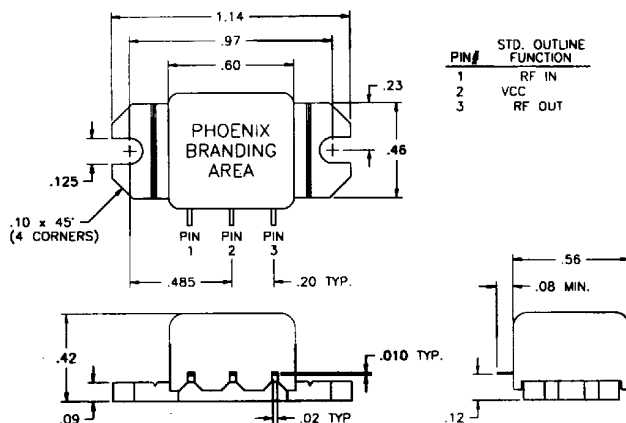 1.14
.97
.60
STD. OUTLINE
PIN# FUNCTION
1 RF IN
2 VCC
3 RF OUT
.23
PHOENIX
BRANDING
AREA
.46
.125
.10 x 45°
(4 CORNERS)
PIN PIN PIN
1 2 3
.485
.20 TYP.
.56
.08 MIN.
.42
.010 TYP.
.09
.02 TYP
.12